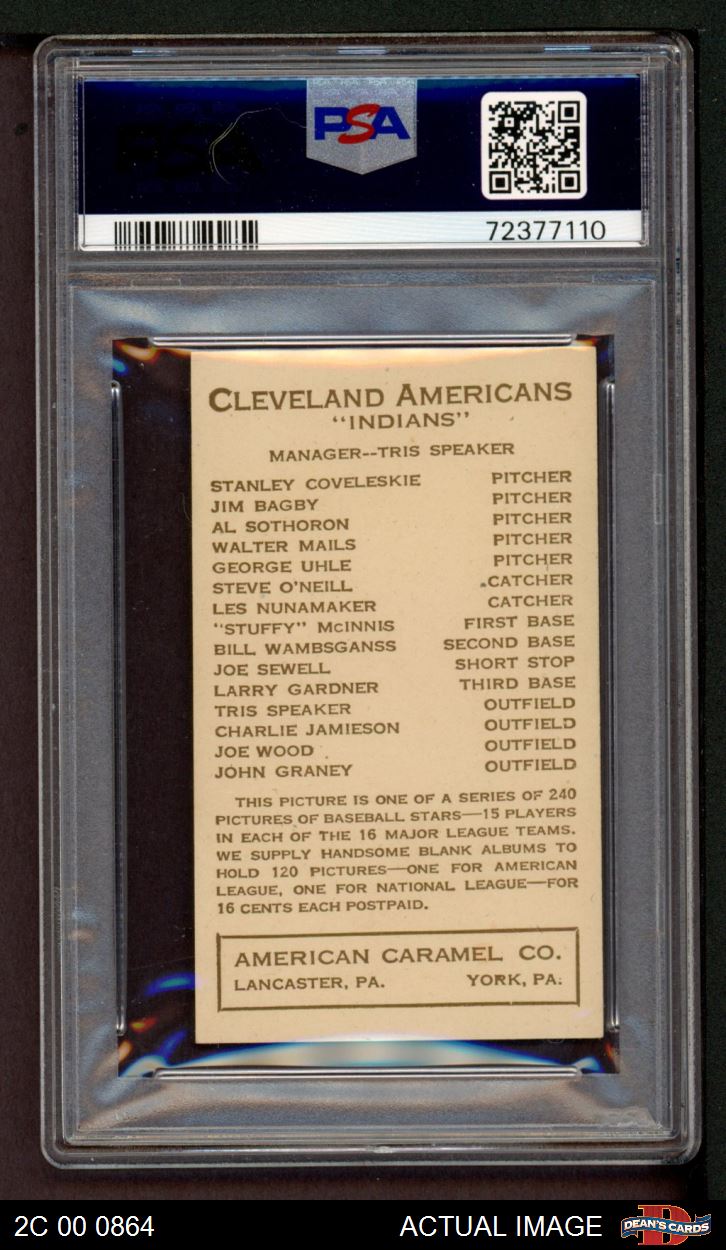 PSA
72377110
CLEVELAND AMERICANS
"INDIANS"
MANAGER--TRIS SPEAKER
STANLEY COVELESKIE PITCHER
JIM BAGBY PITCHER
AL SOTHORON PITCHER
WALTER MAILS PITCHER
GEORGE UHLE PITCHER
STEVE O'NEILL CATCHER
LES NUNAMAKER CATCHER
"STUFFY" McINNIS FIRST BASE
BILL WAMBSGANSS SECOND BASE
JOE SEWELL SHORT STOP
LARRY GARDNER THIRD BASE
TRIS SPEAKER OUTFIELD
CHARLIE JAMIESON OUTFIELD
JOE WOOD OUTFIELD
JOHN GRANEY OUTFIELD
THIS PICTURE IS ONE OF A SERIES OF 240
PICTURES OF BASEBALL STARS—15 PLAYERS
IN EACH OF THE 16 MAJOR LEAGUE TEAMS.
WE SUPPLY HANDSOME BLANK ALBUMS TO
HOLD 120 PICTURES—ONE FOR AMERICAN
LEAGUE, ONE FOR NATIONAL LEAGUE—FOR
16 CENTS EACH POSTPAID.
AMERICAN CARAMEL CO.
LANCASTER, PA. YORK, PA.
2C 00 0864 ACTUAL IMAGE DEAN'S CARDS